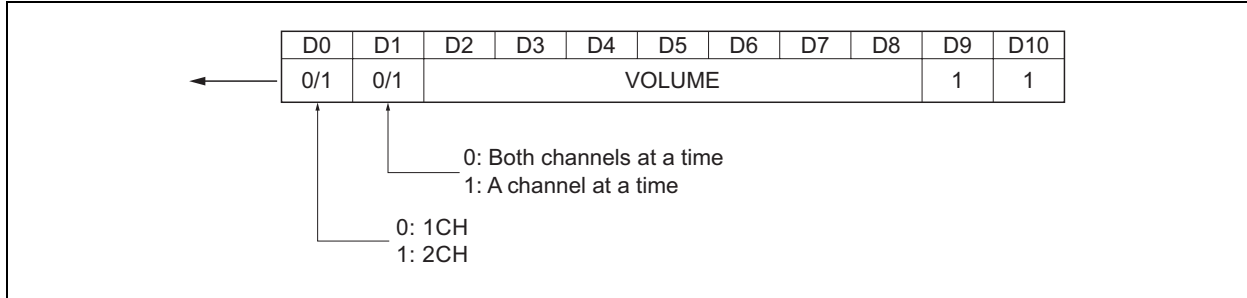 D0 D1 D2 D3 D4 D5 D6 D7 D8 D9 D10
0/1 0/1 VOLUME 1 1
0: Both channels at a time
1: A channel at a time
0: 1CH
1: 2CH